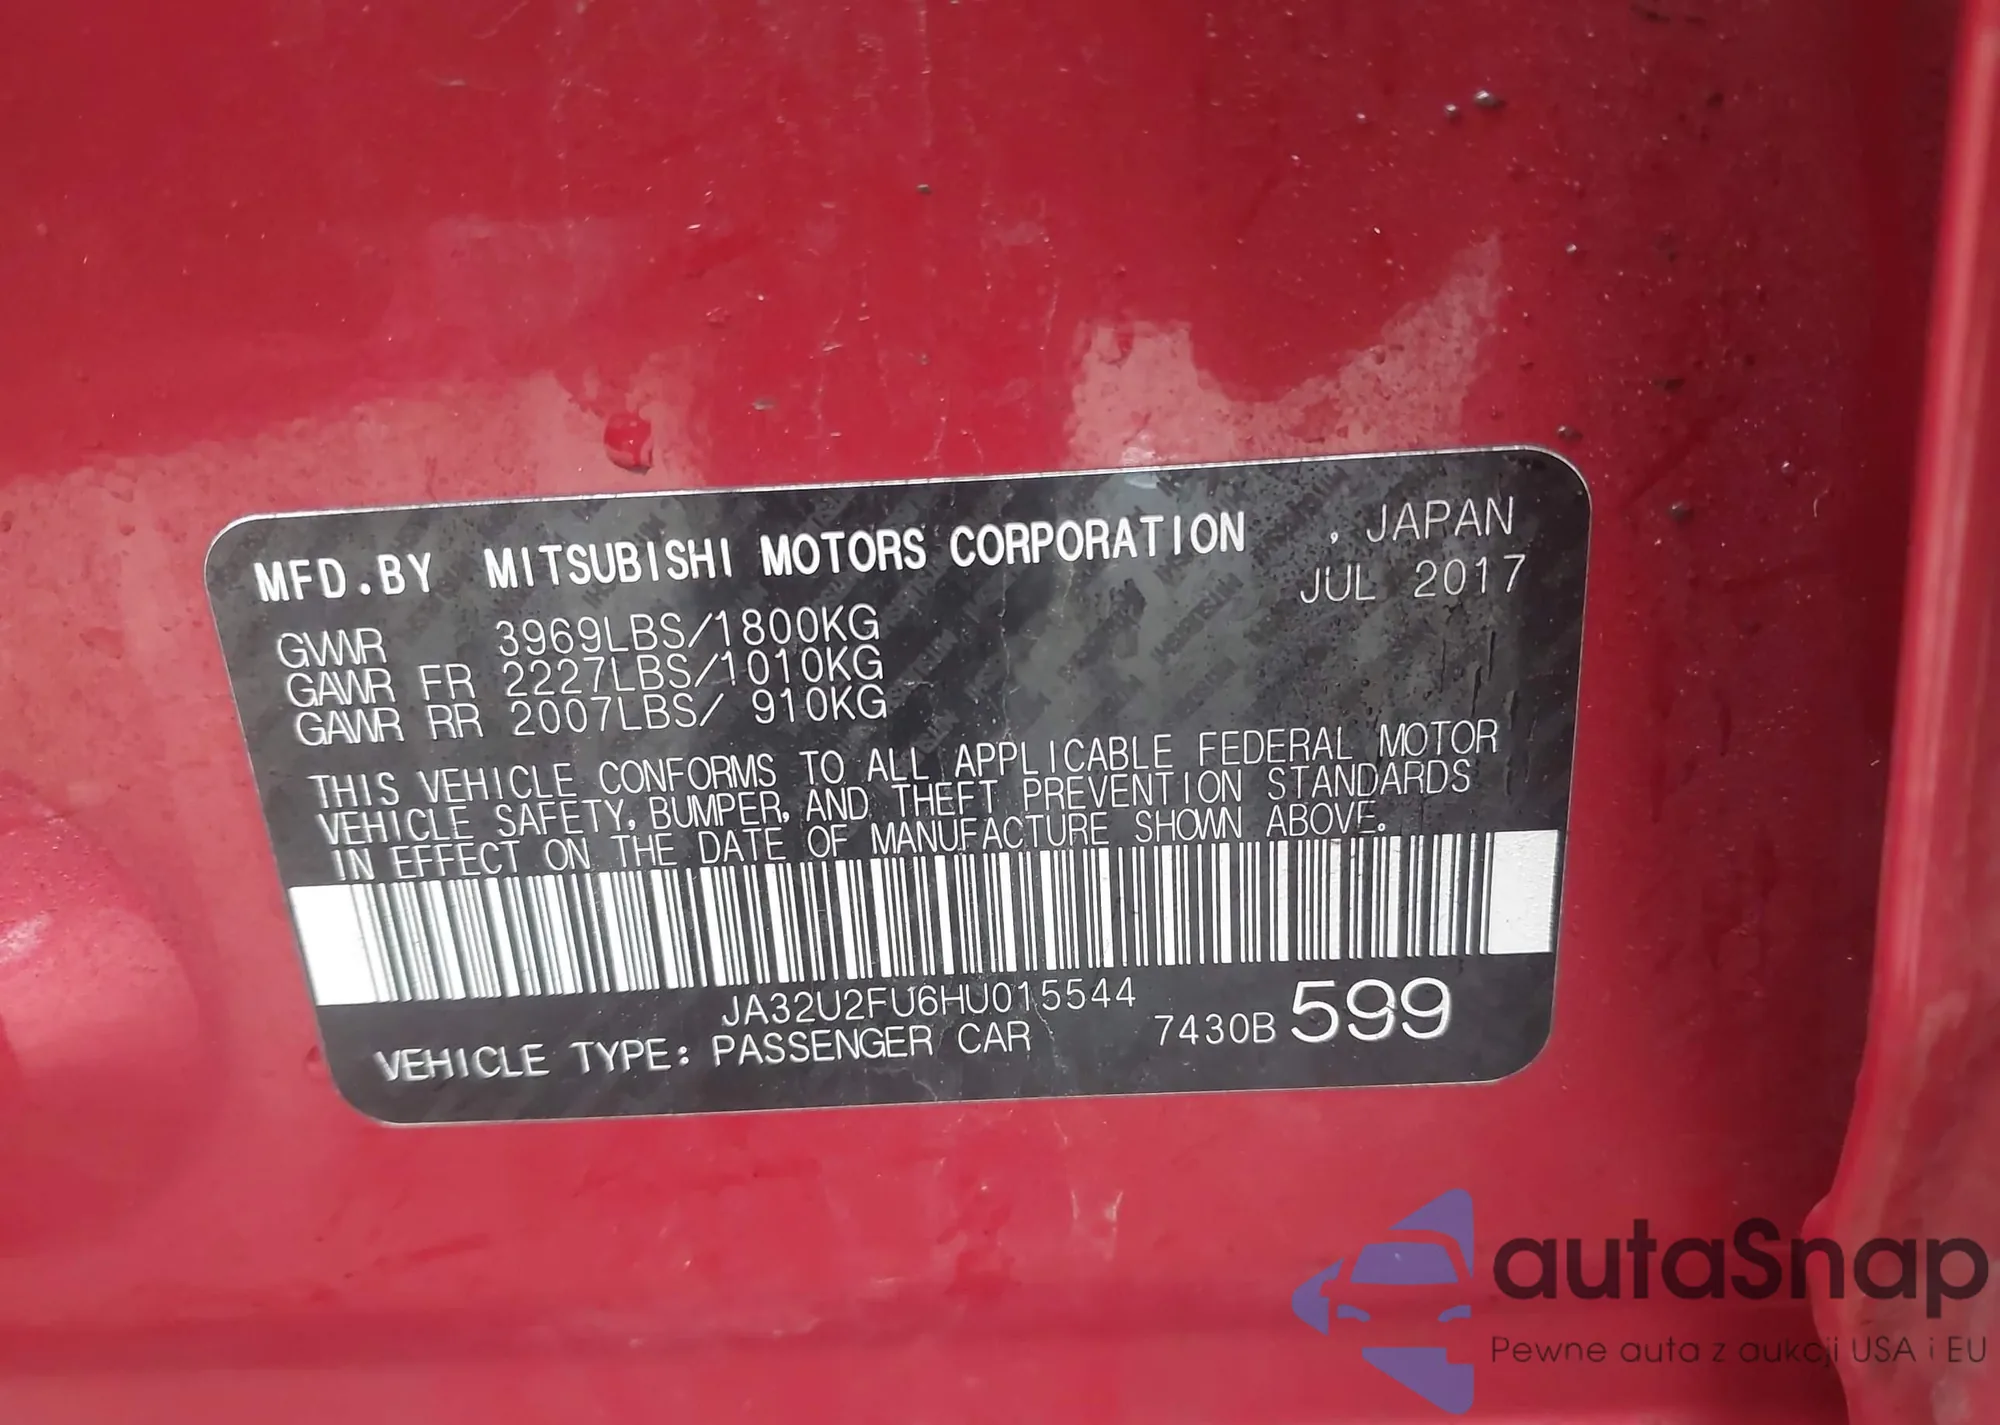 MFD.BY MITSUBISHI MOTORS CORPORATION , JAPAN
JUL 2017
GVWR 3969LBS/1800KG
GAWR FR 2227LBS/1010KG
GAWR RR 2007LBS/ 910KG
THIS VEHICLE CONFORMS TO ALL APPLICABLE FEDERAL MOTOR
VEHICLE SAFETY, BUMPER, AND THEFT PREVENTION STANDARDS
IN EFFECT ON THE DATE OF MANUFACTURE SHOWN ABOVE.
JA32U2FU6HU015544
VEHICLE TYPE: PASSENGER CAR 7430B 599
autaSnap
Pewne auta z aukcji USA i EU